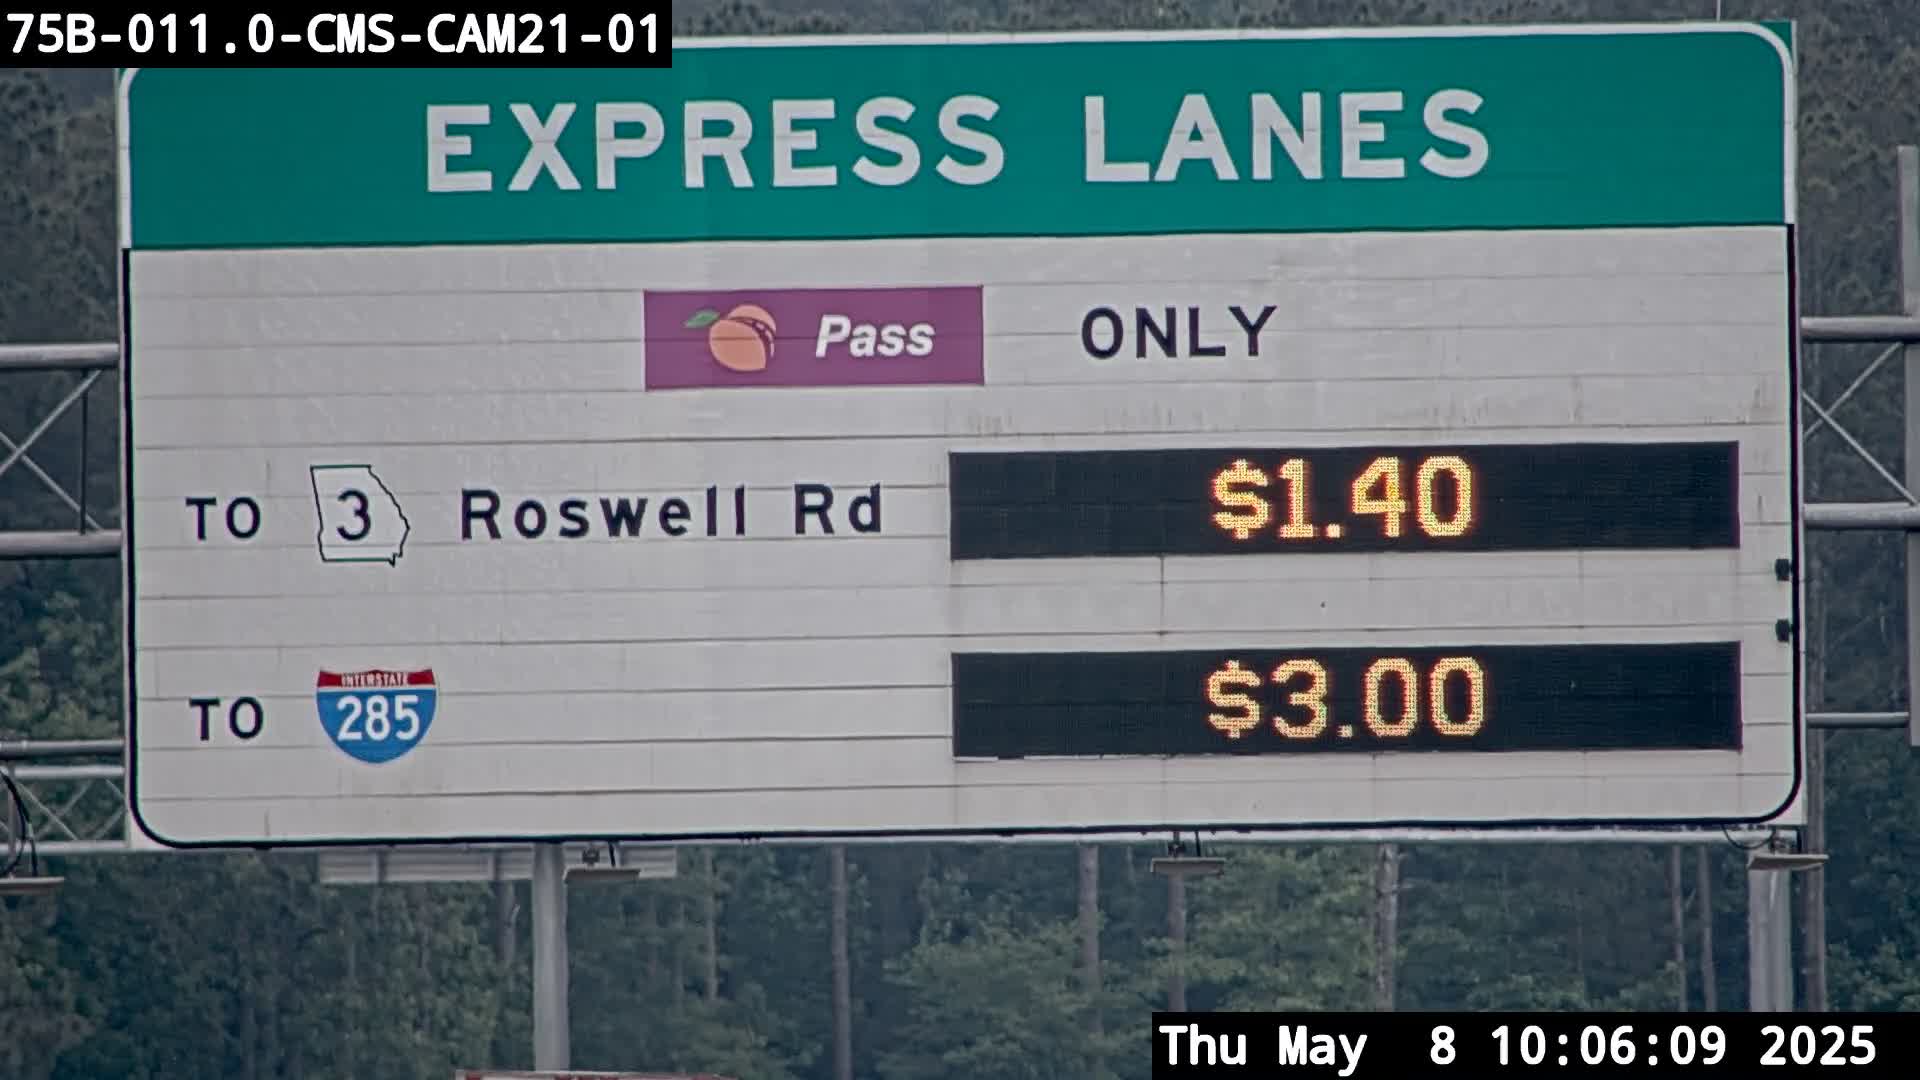 75B-011.0-CMS-CAM21-01
EXPRESS LANES
Pass ONLY
TO 3 Roswell Rd $1.40
TO INTERSTATE 285 $3.00
Thu May 8 10:06:09 2025